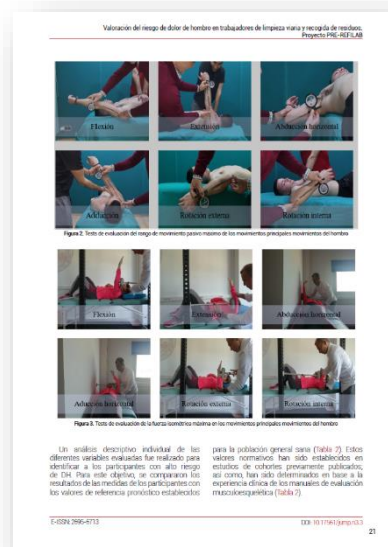 Valoración del riesgo de dolor de hombro en trabajadores de limpieza viaria y recogida de residuos.
Proyecto PRE-REFILAB
Flexión
Extensión
Abducción horizontal
Adducción
Rotación externa
Rotación interna
Figura 2. Tests de evaluación del rango de movimiento pasivo máximo de los movimientos principales movimientos del hombro
Flexión
Extensión
Abducción horizontal
Aducción horizontal
Rotación externa
Rotación externa
Figura 3. Tests de evaluación de la fuerza isométrica máxima en los movimientos principales movimientos del hombro
Un análisis descriptivo individual de las
diferentes variables evaluadas fue realizado para
identificar a los participantes con alto riesgo
de DH. Para este objetivo, se compararon los
resultados de las medidas de los participantes con
los valores de referencia pronóstico establecidos
para la población general sana (Tabla 2). Estos
valores normativos han sido establecidos en
estudios de cohortes previamente publicados,
así como, han sido determinados en base a la
experiencia clínica de los manuales de evaluación
musculoesquelética (Tabla 2).
E-ISSN: 2695-6713
DOI:
21